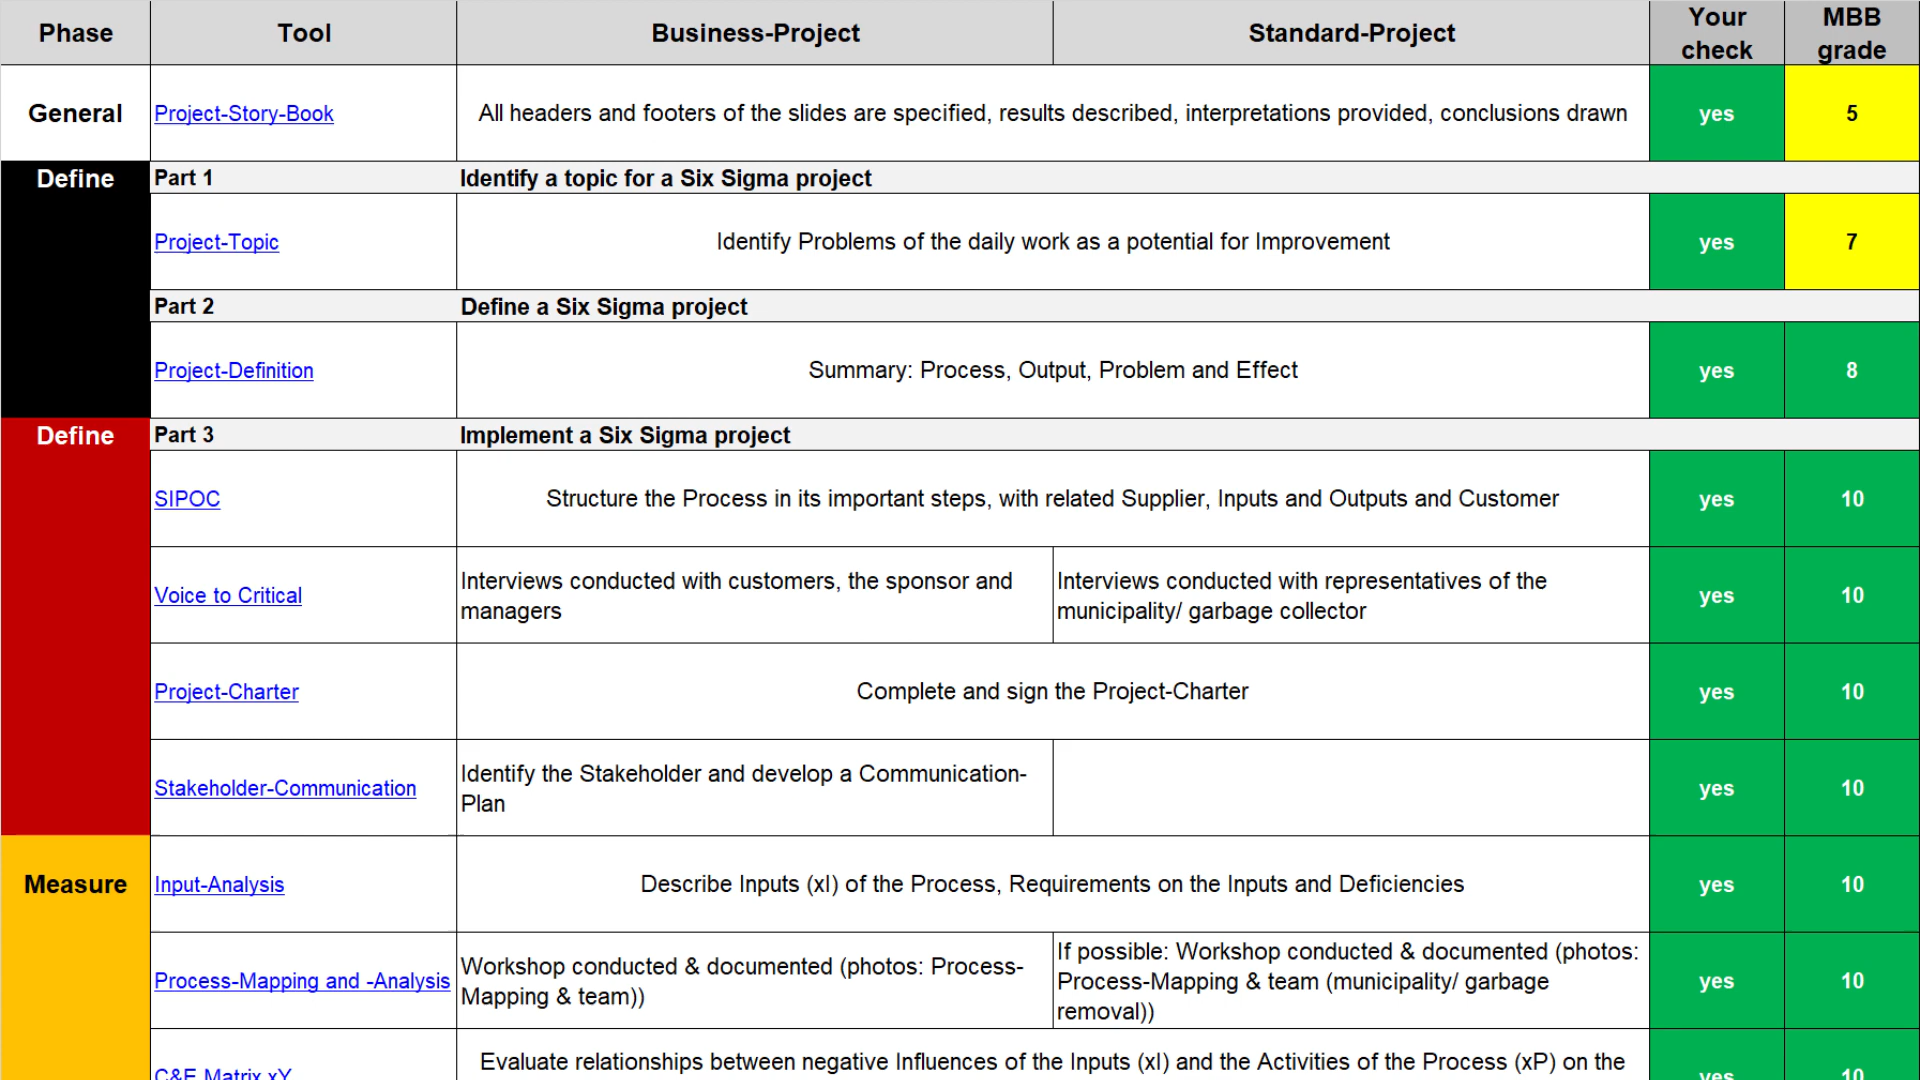 Phase Tool Business-Project Standard-Project Your check MBB grade
General Project-Story-Book All headers and footers of the slides are specified, results described, interpretations provided, conclusions drawn yes 5
Define Part 1 Identify a topic for a Six Sigma project
Project-Topic Identify Problems of the daily work as a potential for Improvement yes 7
Part 2 Define a Six Sigma project
Project-Definition Summary: Process, Output, Problem and Effect yes 8
Define Part 3 Implement a Six Sigma project
SIPOC Structure the Process in its important steps, with related Supplier, Inputs and Outputs and Customer yes 10
Voice to Critical
Interviews conducted with customers, the sponsor and
managers
Interviews conducted with representatives of the
municipality/ garbage collector
yes 10
Project-Charter Complete and sign the Project-Charter yes 10
Stakeholder-Communication
Identify the Stakeholder and develop a Communication-
Plan
yes 10
Measure Input-Analysis Describe Inputs (xI) of the Process, Requirements on the Inputs and Deficiencies yes 10
Process-Mapping and -Analysis
Workshop conducted & documented (photos: Process-
Mapping & team))
If possible: Workshop conducted & documented (photos:
Process-Mapping & team (municipality/ garbage
removal))
yes 10
C&E Matrix xY
Evaluate relationships between negative Influences of the Inputs (xI) and the Activities of the Process (xP) on the
yes 10